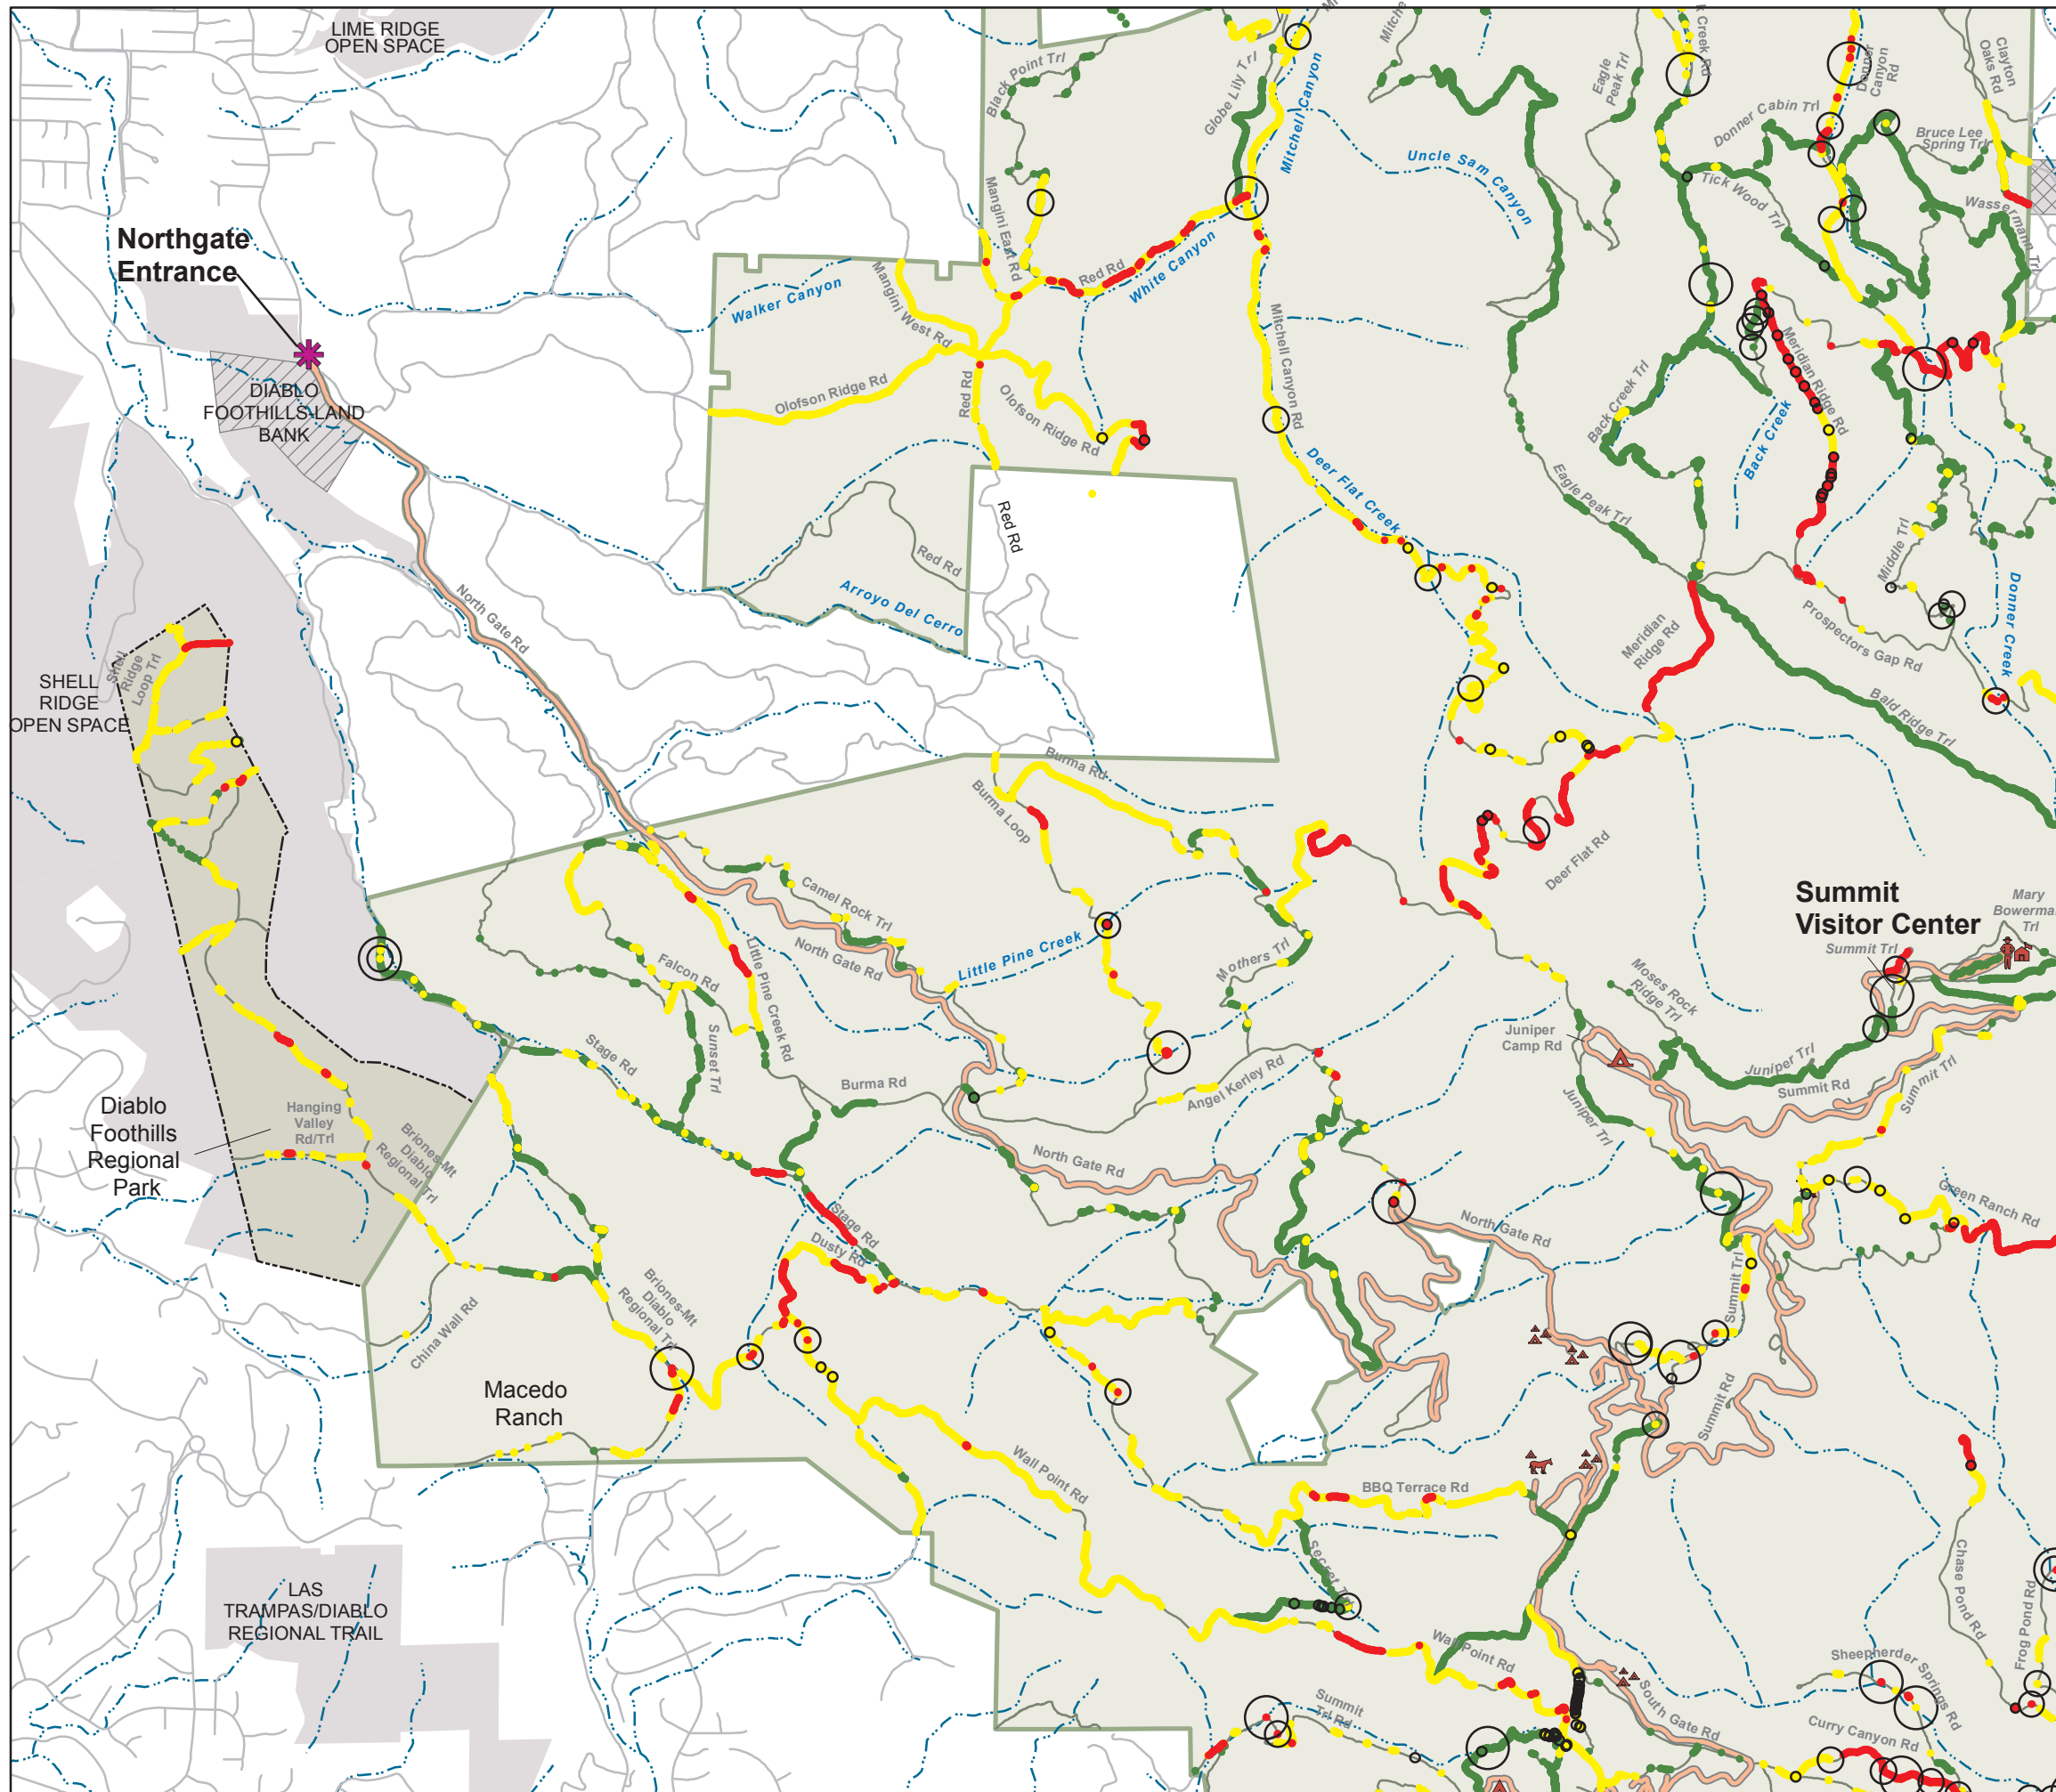 LIME RIDGE
OPEN SPACE
Black Point Trl
Globe Lily Trl
Mitchell Canyon
Eagle
Peak Trl
Donner
Canyon
Rd
Clayton
Oaks Rd
Donner Cabin Trl
Bruce Lee
Spring Trl
Uncle Sam Canyon
Tick Wood Trl
Wassermann Trl
Northgate
Entrance
Mangini East Rd
Mangini West Rd
Walker Canyon
Red Rd
White Canyon
Mitchell Canyon Rd
Meridian Ridge Rd
DIABLO
FOOTHILLS-LAND
BANK
Olofson Ridge Rd
Red Rd
Olofson Ridge Rd
Back Creek Trl
Back Creek
Deer Flat Creek
Eagle Peak Trl
Red Rd
Red Rd
Middle Trl
Arroyo Del Cerro
North Gate Rd
Donner Creek
Meridian
Ridge Rd
Prospectors Gap Rd
Shell
Ridge
Loop Trl
SHELL
RIDGE
OPEN SPACE
Bald Ridge Trl
Burma Rd
Burma Loop
Deer Flat Rd
Camel Rock Trl
North Gate Rd
Little Pine Creek
Mothers Trl
Summit
Visitor Center
Summit Trl
Mary
Bowerma
Trl
Falcon Rd
Little Pine Creek Rd
Sunset Trl
Moses Rock
Ridge Trl
Juniper
Camp Rd
Stage Rd
Burma Rd
Angel Kerley Rd
Juniper Trl
Summit Rd
Summit Trl
Juniper Trl
Diablo
Foothills
Regional
Park
Hanging
Valley
Rd/Trl
Briones-Mt
Diablo
Regional Trl
North Gate Rd
Green Ranch Rd
Stage Rd
Dusty Rd
North Gate Rd
Briones-Mt
Diablo
Regional Trl
China Wall Rd
Summit Trl
Macedo
Ranch
Summit Rd
Wall Point Rd
BBQ Terrace Rd
Secret Trl
Chase Pond Rd
Frog Pond Rd
LAS
TRAMPAS/DIABLO
REGIONAL TRAIL
Wall Point Rd
Sheepherder Springs Rd
Summit
Trl Rd
South Gate Rd
Curry Canyon Rd